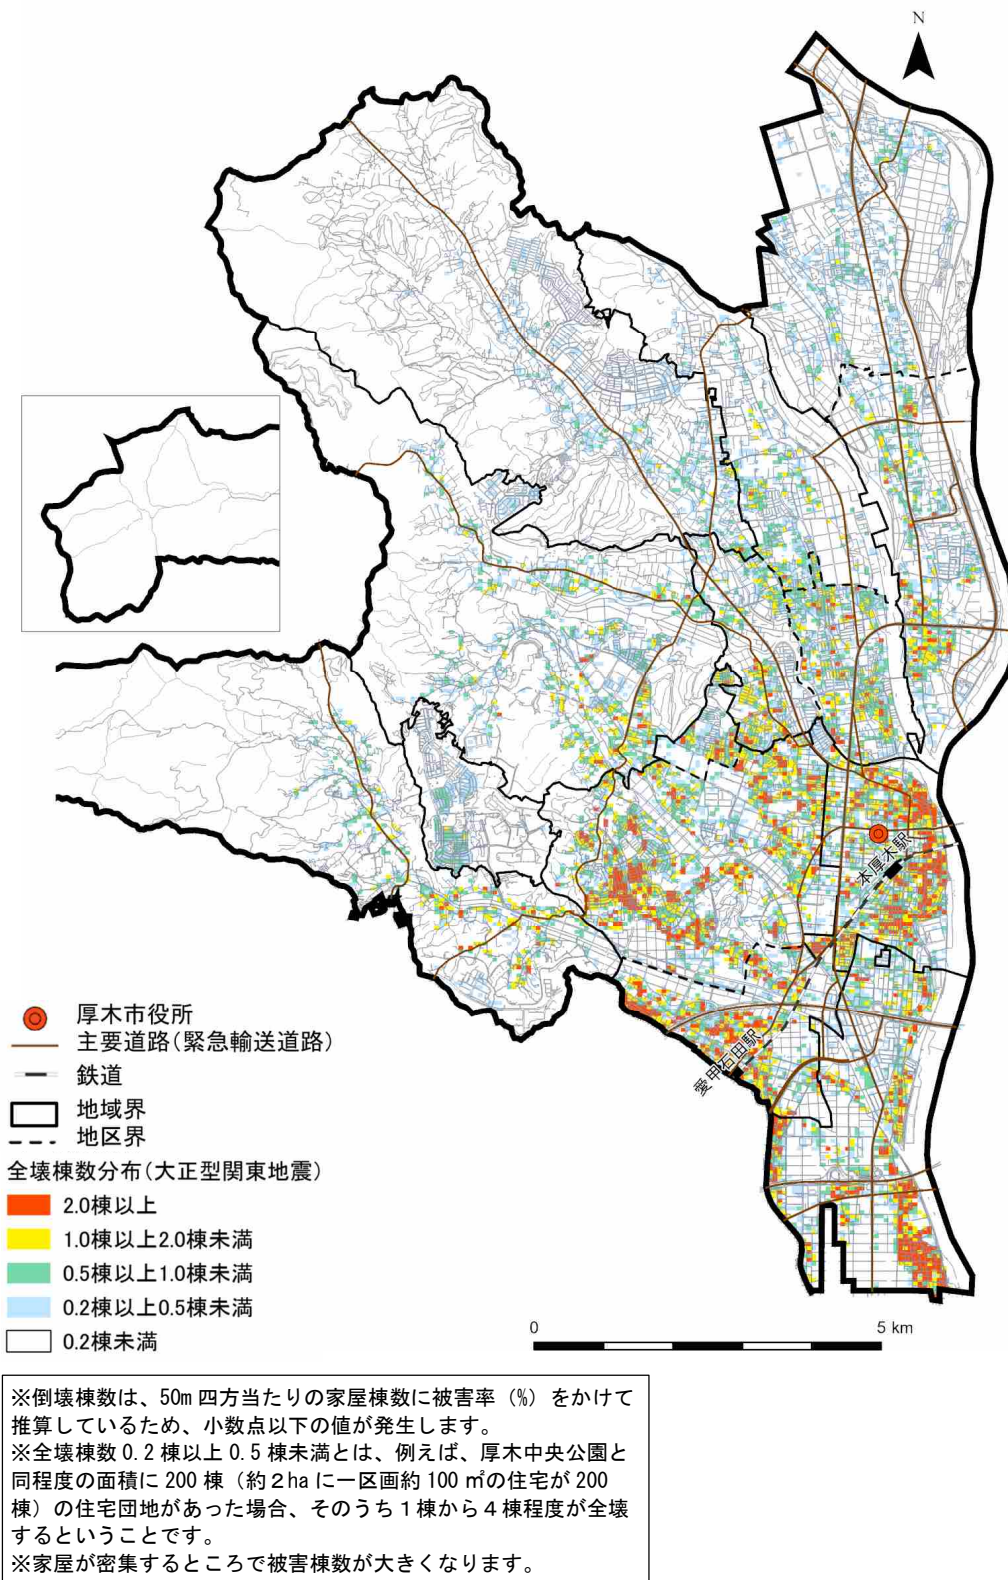 N
本厚木駅
愛甲石田駅
厚木市役所
主要道路(緊急輸送道路)
鉄道
地域界
地区界
全壊棟数分布(大正型関東地震)
2.0棟以上
1.0棟以上2.0棟未満
0.5棟以上1.0棟未満
0.2棟以上0.5棟未満
0.2棟未満
0 5 km
※倒壊棟数は、50m 四方当たりの家屋棟数に被害率（%）をかけて
推算しているため、小数点以下の値が発生します。
※全壊棟数 0.2 棟以上 0.5 棟未満とは、例えば、厚木中央公園と
同程度の面積に 200 棟（約２ha に一区画約 100 ㎡の住宅が 200
棟）の住宅団地があった場合、そのうち１棟から４棟程度が全壊
するということです。
※家屋が密集するところで被害棟数が大きくなります。